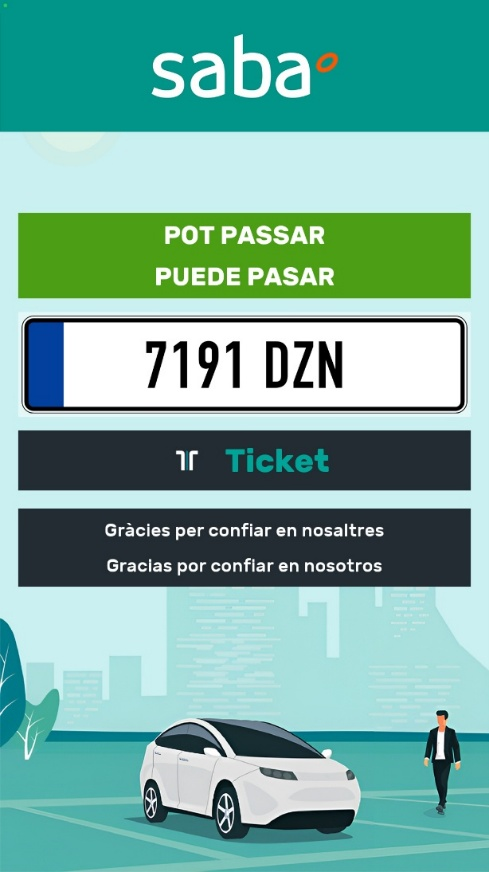 saba
POT PASSAR
PUEDE PASAR
7191 DZN
Ticket
Gràcies per confiar en nosaltres
Gracias por confiar en nosotros